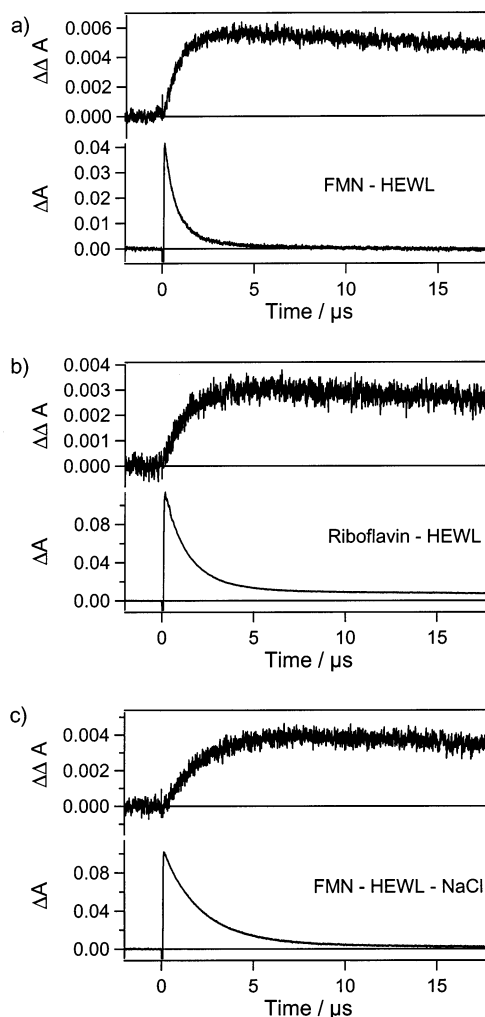 a)
ΔΔ A
0.006
0.004
0.002
0.000
ΔA
0.04
0.03
0.02
0.01
0.00
FMN - HEWL
0 5 10 15
Time / µs
b)
ΔΔ A
0.004
0.003
0.002
0.001
0.000
ΔA
0.08
0.04
0.00
Riboflavin - HEWL
0 5 10 15
Time / µs
c)
ΔΔ A
0.004
0.002
0.000
ΔA
0.08
0.04
0.00
FMN - HEWL - NaCl
0 5 10 15
Time / µs